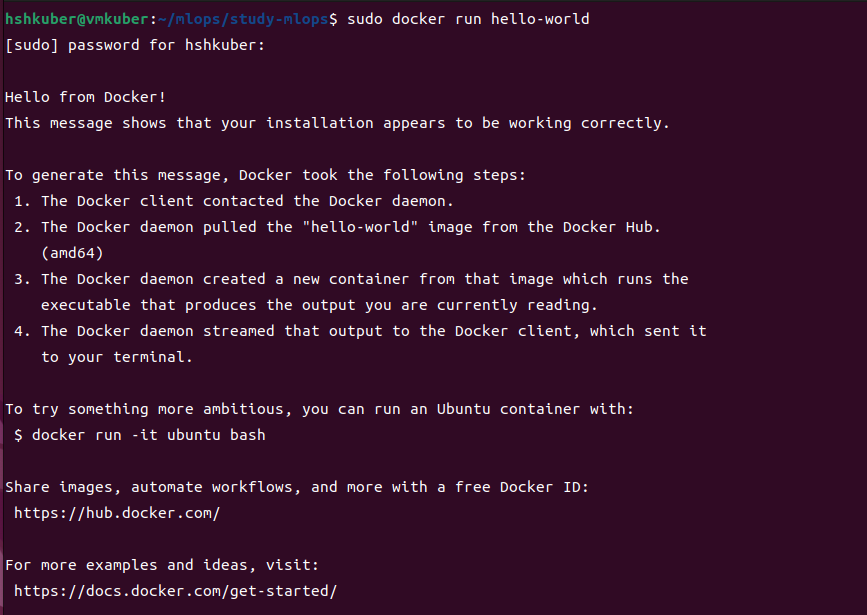 hshkuber@vmkuber:~/mlops/study-mlops$ sudo docker run hello-world
[sudo] password for hshkuber:
Hello from Docker!
This message shows that your installation appears to be working correctly.
To generate this message, Docker took the following steps:
1. The Docker client contacted the Docker daemon.
2. The Docker daemon pulled the "hello-world" image from the Docker Hub.
(amd64)
3. The Docker daemon created a new container from that image which runs the
executable that produces the output you are currently reading.
4. The Docker daemon streamed that output to the Docker client, which sent it
to your terminal.
To try something more ambitious, you can run an Ubuntu container with:
$ docker run -it ubuntu bash
Share images, automate workflows, and more with a free Docker ID:
https://hub.docker.com/
For more examples and ideas, visit:
https://docs.docker.com/get-started/